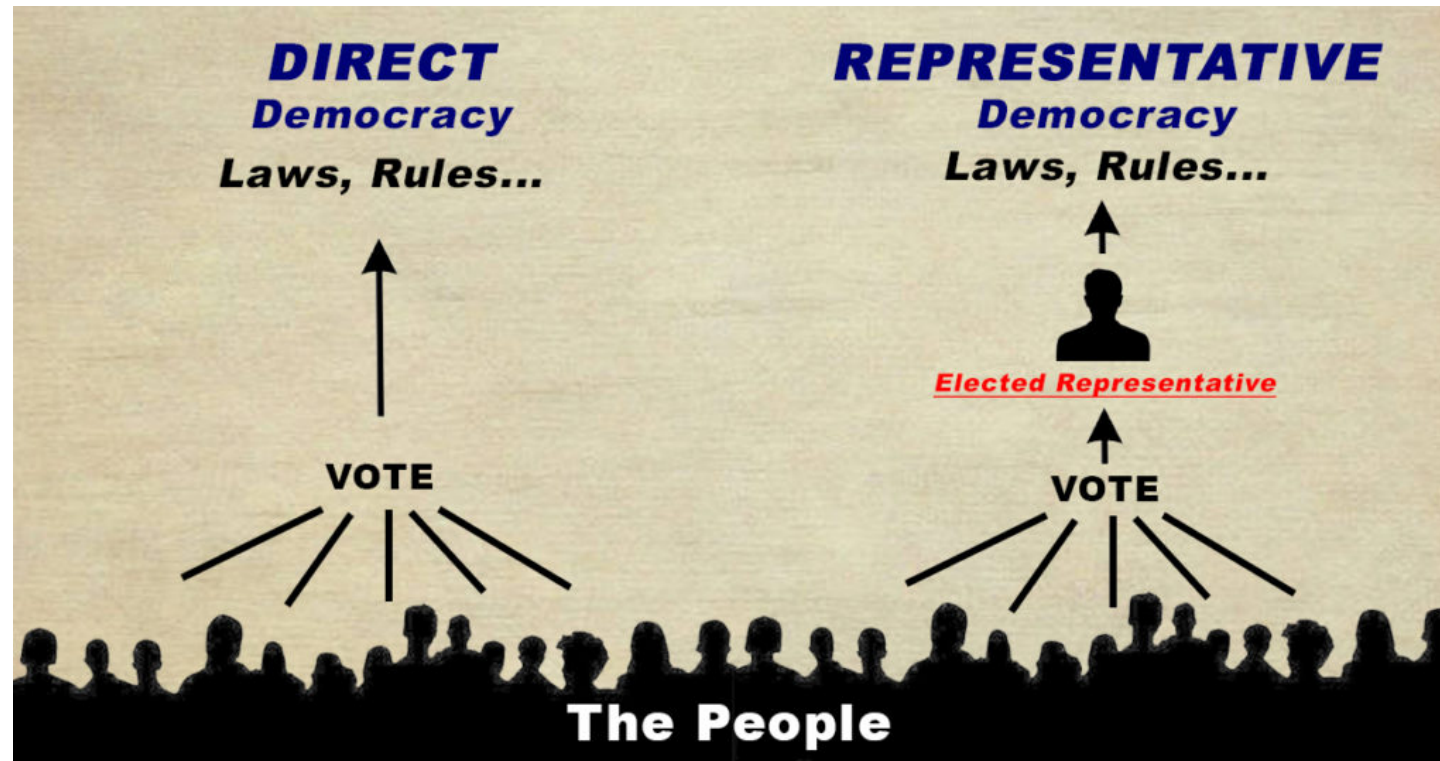 DIRECT
Democracy
Laws, Rules...
VOTE
REPRESENTATIVE
Democracy
Laws, Rules...
Elected Representative
VOTE
The People